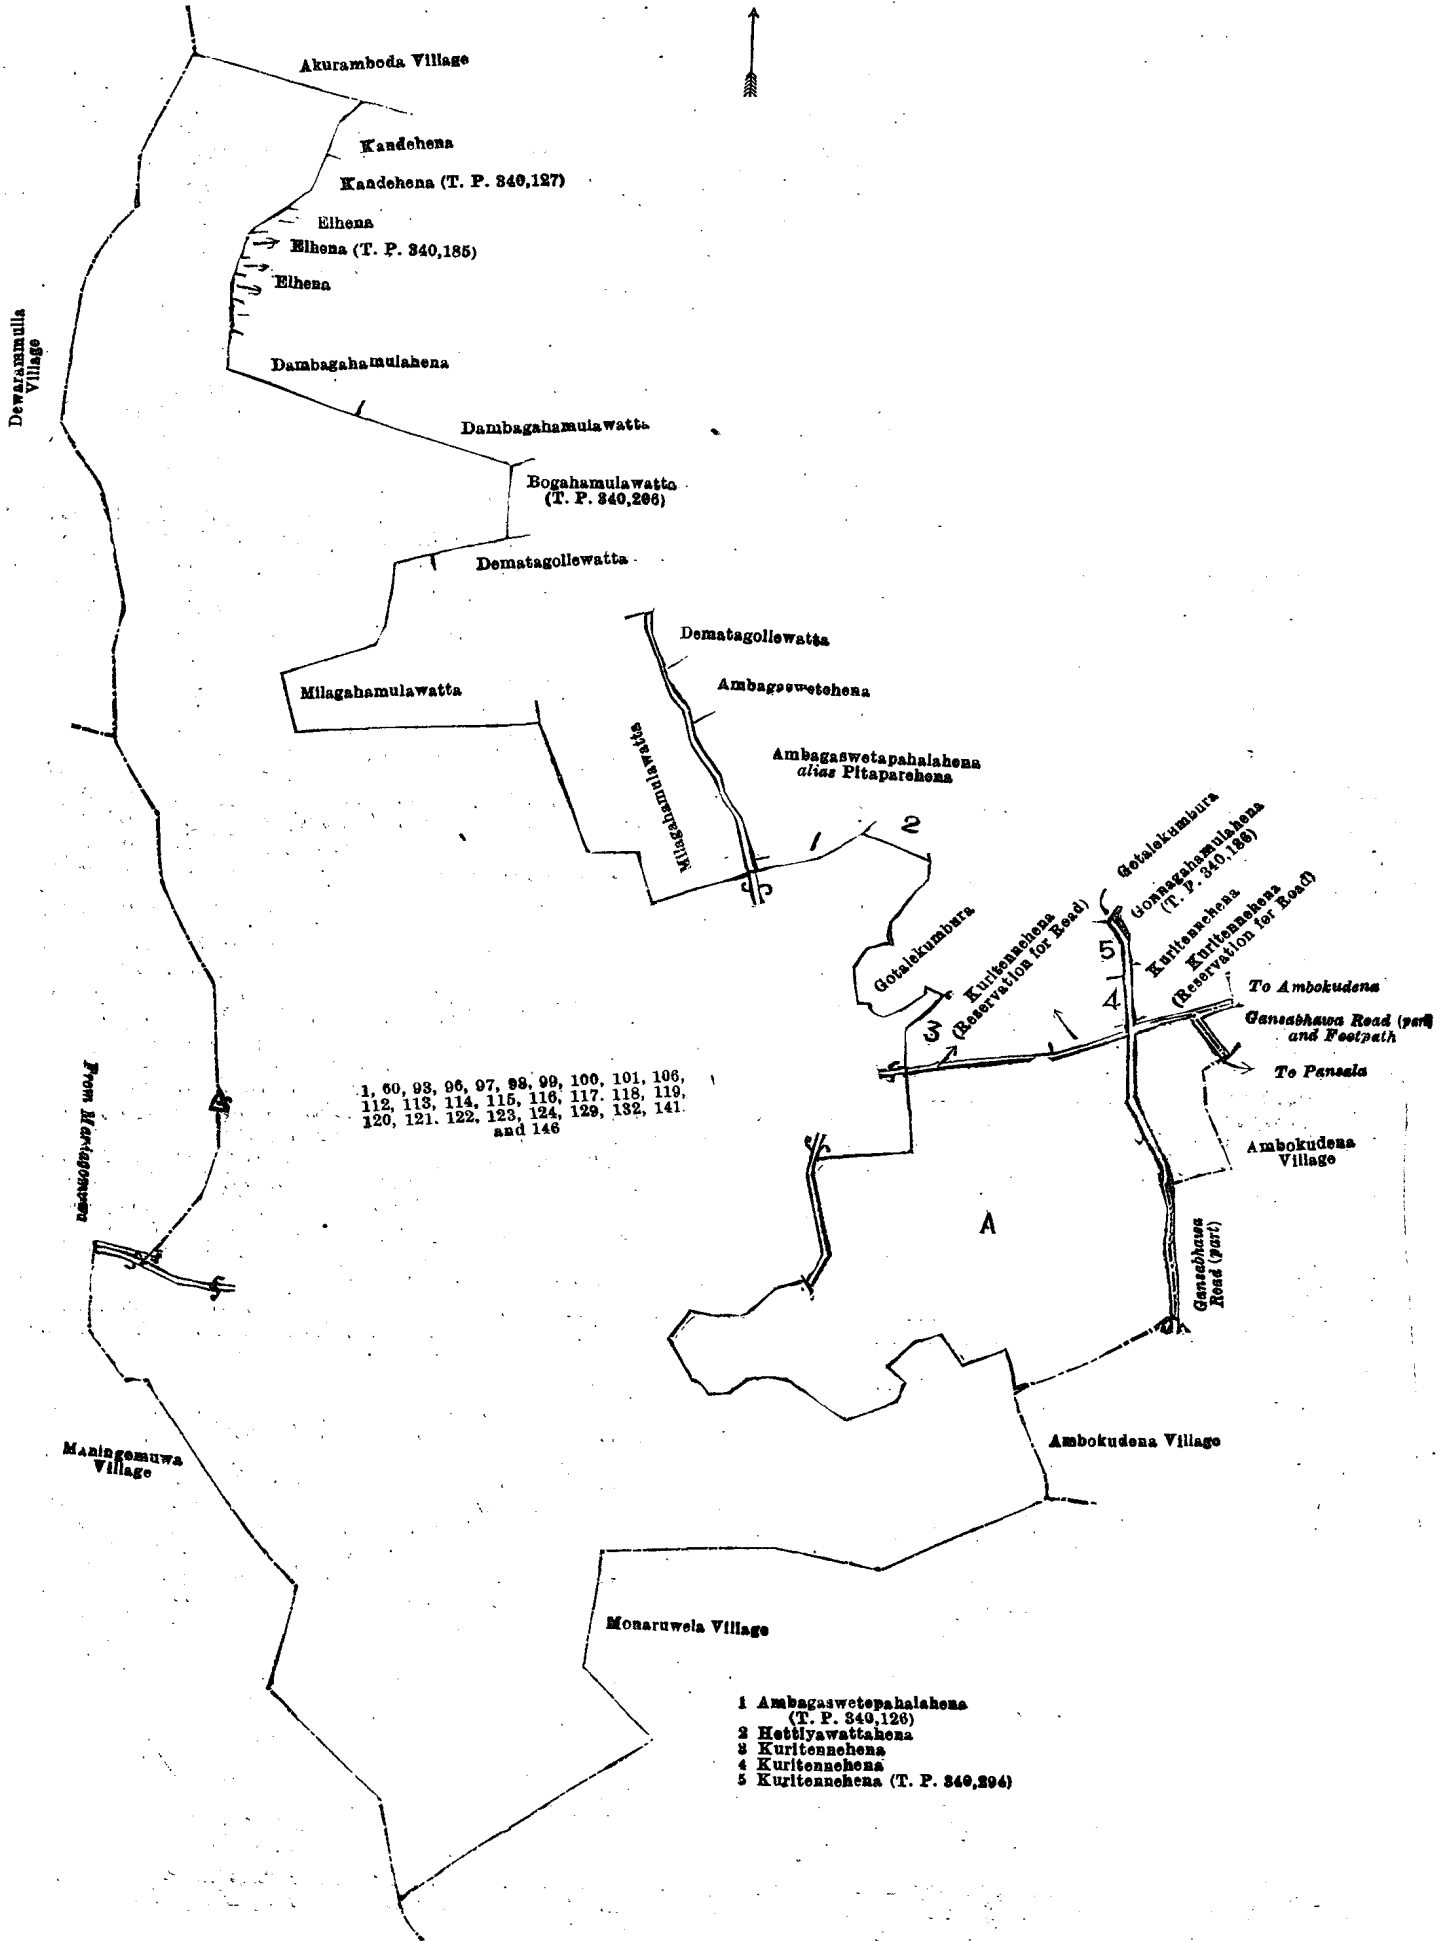 Akuramboda Village
Kandehena
Kandehena (T. P. 340,127)
Elhena
Elhena (T. P. 340,185)
Elhena
Dewarammulla
Village
Dambagahamulahena
Dambagahamulawatta
Bogahamulawatta
(T. P. 340,206)
Dematagollewatta
Dematagollewatta
Milagahamulawatta
Ambagaswetehena
Milagahamulawatta
Ambagaswetapahalahena
alias Pitaparehena
1
2
Gotalekumbura
Gonnagahamulahena
(T. P. 340,186)
Kuritennehena
Kuritennehena
(Reservation for Road)
5
4
Gotalekumbura
Kuritennehena
(Reservation for Road)
3
To Ambokudena
Gansabhawa Road (part)
and Footpath
To Pansala
Ambokudena
Village
From
1, 60, 93, 96, 97, 98, 99, 100, 101, 106,
112, 113, 114, 115, 116, 117. 118, 119,
120, 121. 122, 123, 124, 129, 132, 141.
and 146
A
Gansabhawa
Road (part)
Maningomuwa
Village
Ambokudena Village
Monaruwela Village
1 Ambagaswetepahalahena
(T. P. 340,126)
2 Hettiyawattahena
3 Kuritennehena
4 Kuritennehena
5 Kuritennehena (T. P. 340,294)